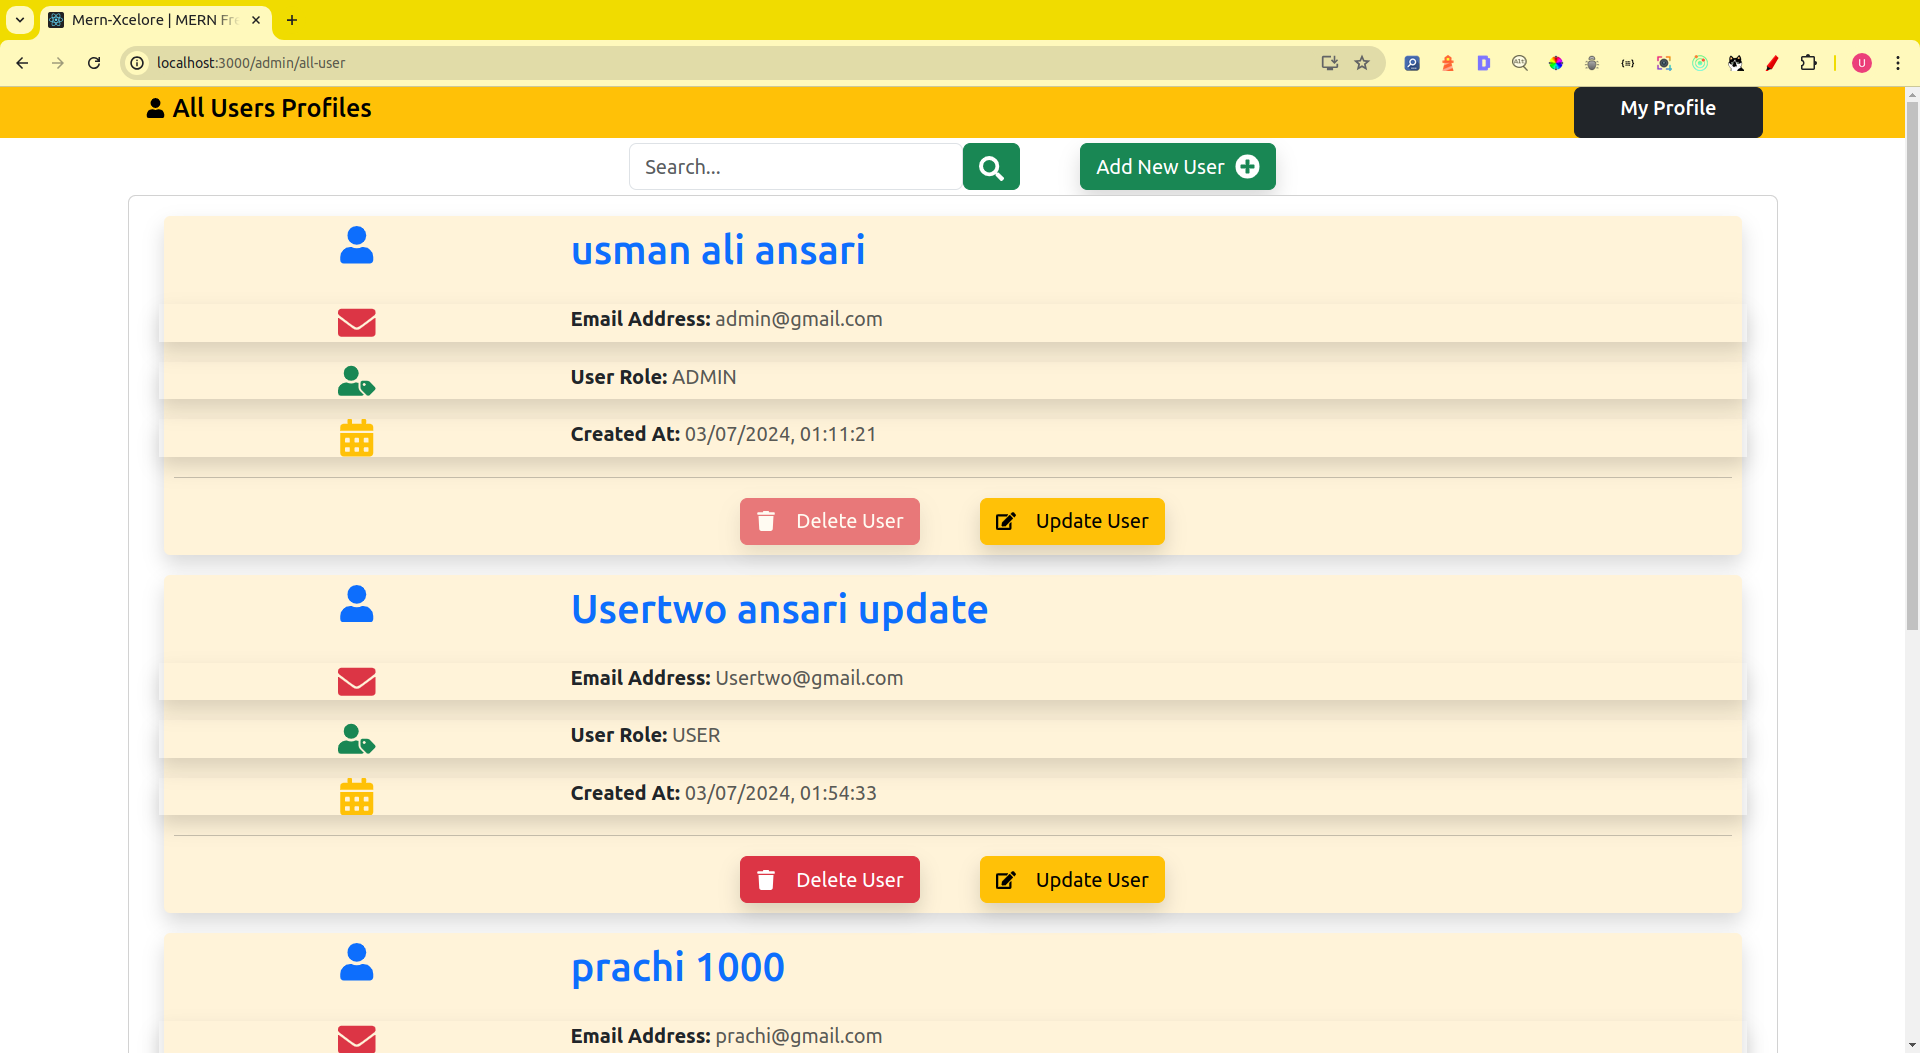 Mern-Xcelore | MERN Fr
localhost:3000/admin/all-user
U
All Users Profiles
My Profile
Search...
Add New User
usman ali ansari
Email Address: admin@gmail.com
User Role: ADMIN
Created At: 03/07/2024, 01:11:21
Delete User
Update User
Usertwo ansari update
Email Address: Usertwo@gmail.com
User Role: USER
Created At: 03/07/2024, 01:54:33
Delete User
Update User
prachi 1000
Email Address: prachi@gmail.com